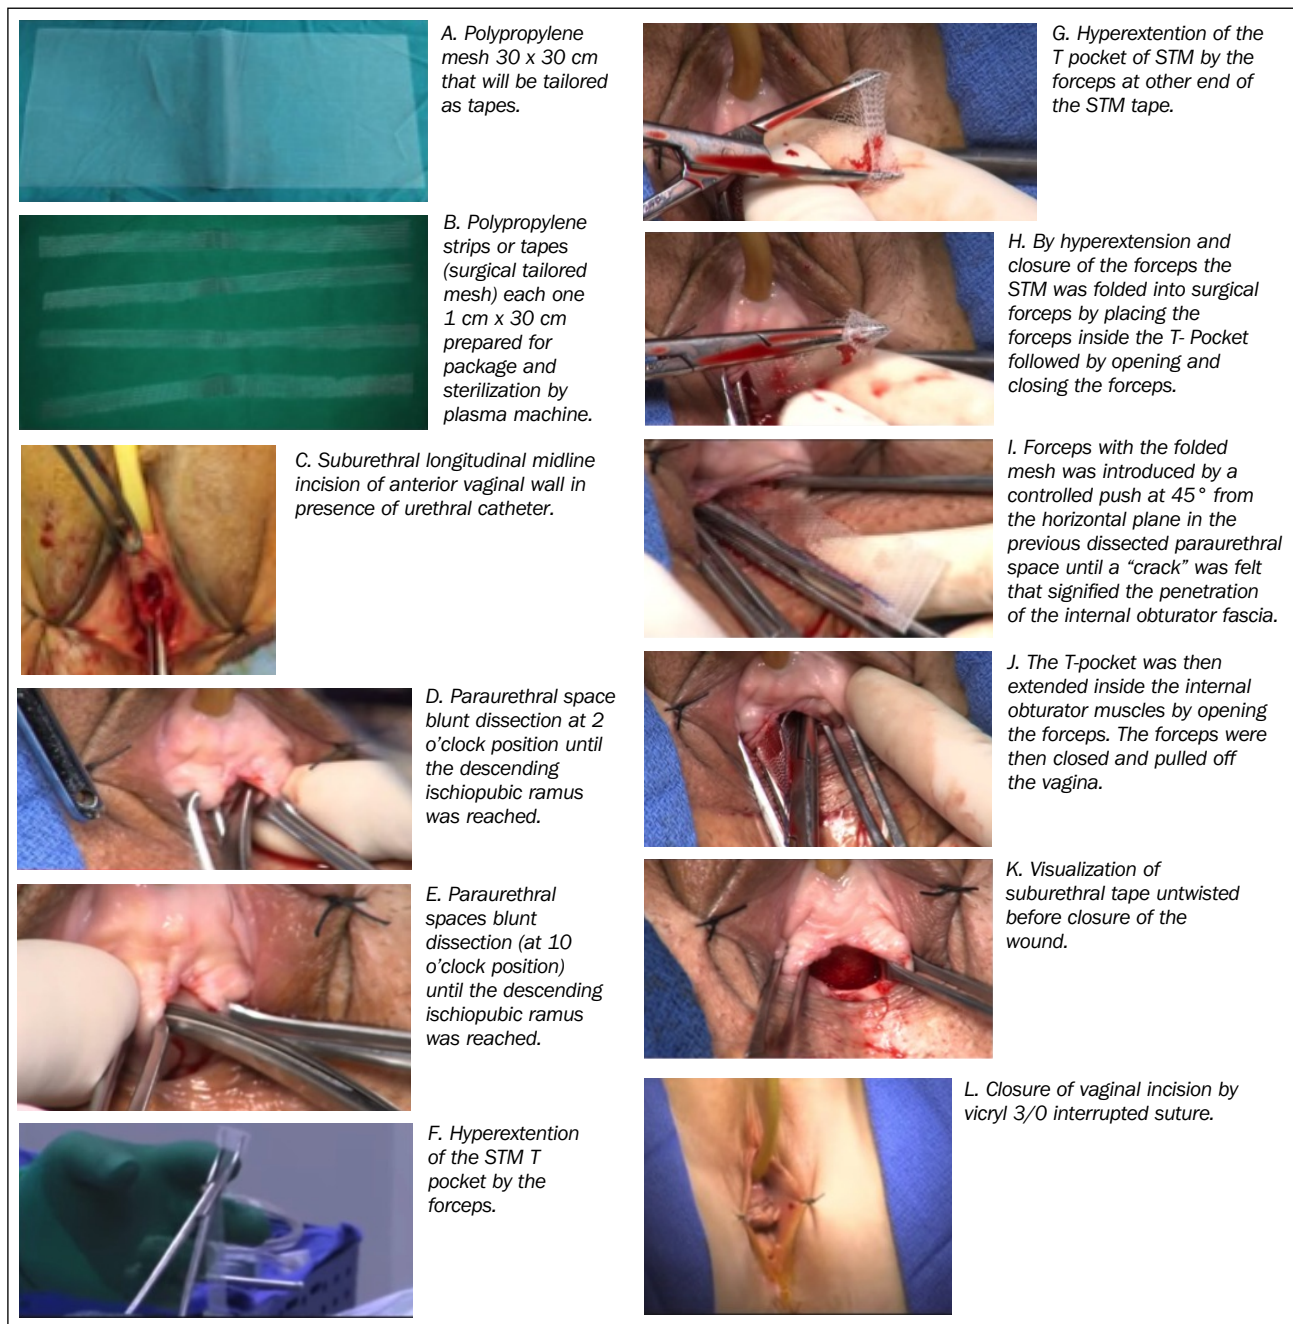 A. Polypropylene
mesh 30 x 30 cm
that will be tailored
as tapes.
B. Polypropylene
strips or tapes
(surgical tailored
mesh) each one
1 cm x 30 cm
prepared for
package and
sterilization by
plasma machine.
C. Suburethral longitudinal midline
incision of anterior vaginal wall in
presence of urethral catheter.
D. Paraurethral space
blunt dissection at 2
o'clock position until
the descending
ischiopubic ramus
was reached.
E. Paraurethral
spaces blunt
dissection (at 10
o'clock position)
until the descending
ischiopubic ramus
was reached.
F. Hyperextention
of the STM T
pocket by the
forceps.
G. Hyperextention of the
T pocket of STM by the
forceps at other end of
the STM tape.
H. By hyperextension and
closure of the forceps the
STM was folded into surgical
forceps by placing the
forceps inside the T- Pocket
followed by opening and
closing the forceps.
I. Forceps with the folded
mesh was introduced by a
controlled push at 45° from
the horizontal plane in the
previous dissected paraurethral
space until a “crack” was felt
that signified the penetration
of the internal obturator fascia.
J. The T-pocket was then
extended inside the internal
obturator muscles by opening
the forceps. The forceps were
then closed and pulled off
the vagina.
K. Visualization of
suburethral tape untwisted
before closure of the
wound.
L. Closure of vaginal incision by
vicryl 3/0 interrupted suture.